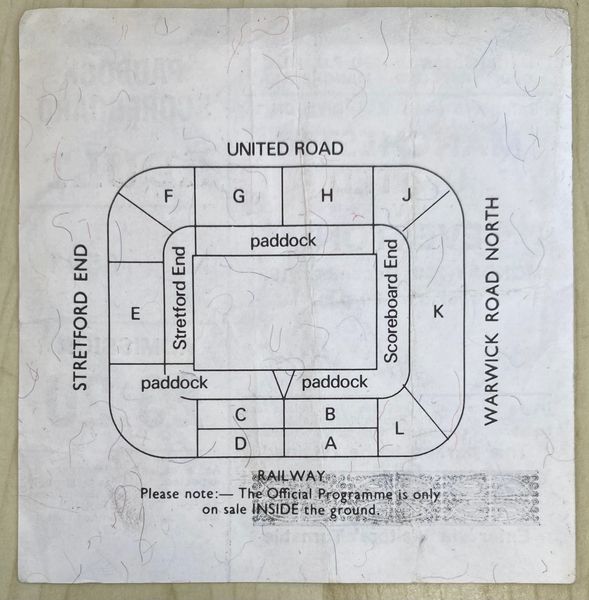 UNITED ROAD
F
G
H
J
paddock
STRETFORD END
Stretford End
Scoreboard End
WARWICK ROAD NORTH
E
K
paddock
paddock
C
B
L
D
A
RAILWAY
Please note:— The Official Programme is only
on sale INSIDE the ground.